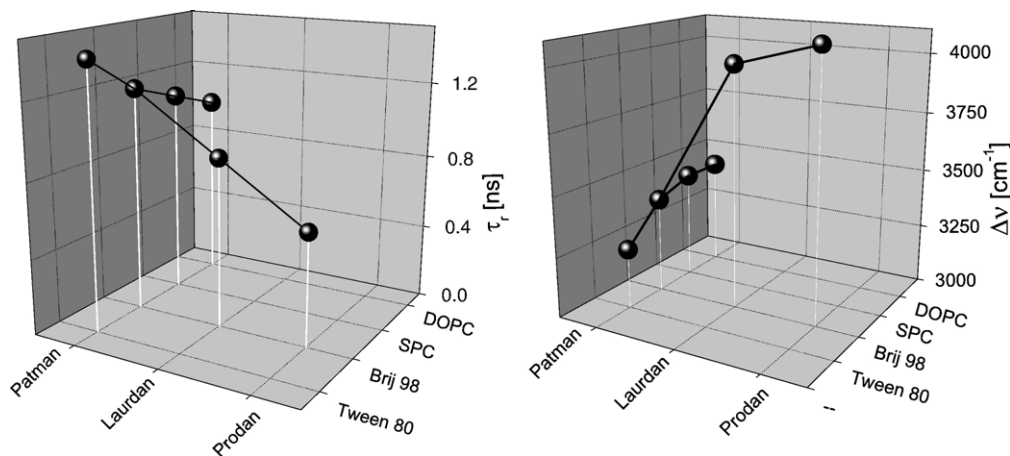 1.2
0.8
0.4
0.0
τr [ns]
DOPC
SPC
Brij 98
Tween 80
Patman
Laurdan
Prodan
4000
3750
3500
3250
3000
Δν [cm⁻¹]
DOPC
SPC
Brij 98
Tween 80
--
Patman
Laurdan
Prodan